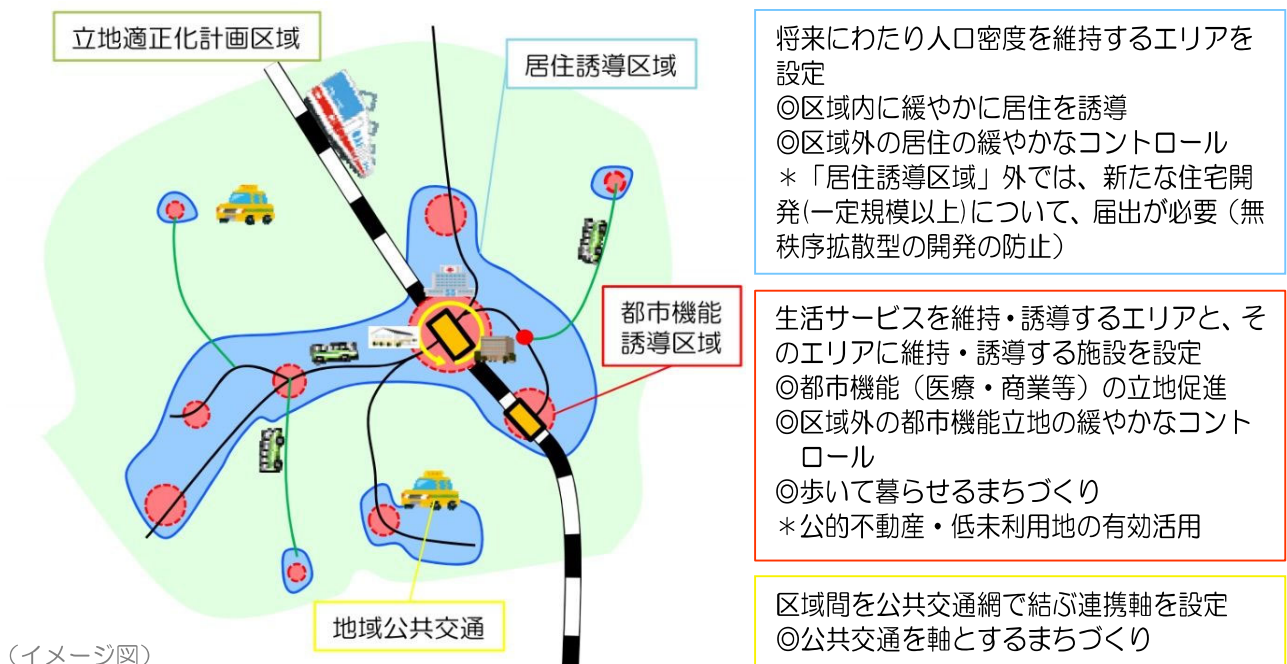 立地適正化計画区域
居住誘導区域
都市機能
誘導区域
地域公共交通
(イメージ図)
将来にわたり人口密度を維持するエリアを
設定
◎区域内に緩やかに居住を誘導
◎区域外の居住の緩やかなコントロール
＊「居住誘導区域」外では、新たな住宅開
発(一定規模以上)について、届出が必要（無
秩序拡散型の開発の防止）
生活サービスを維持・誘導するエリアと、そ
のエリアに維持・誘導する施設を設定
◎都市機能（医療・商業等）の立地促進
◎区域外の都市機能立地の緩やかなコント
ロール
◎歩いて暮らせるまちづくり
＊公的不動産・低未利用地の有効活用
区域間を公共交通網で結ぶ連携軸を設定
◎公共交通を軸とするまちづくり